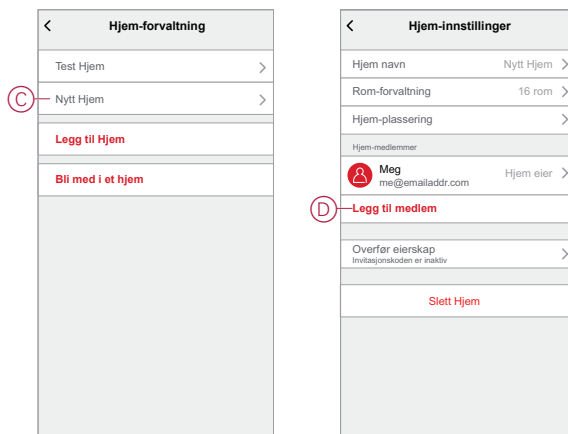 Hjem-forvaltning
Test Hjem
C
Nytt Hjem
Legg til Hjem
Bli med i et hjem
Hjem-innstillinger
Hjem navn Nytt Hjem
Rom-forvaltning 16 rom
Hjem-plassering
Hjem-medlemmer
Meg
me@emailaddr.com
Hjem eier
D
Legg til medlem
Overfør eierskap
Invitasjonskoden er inaktiv
Slett Hjem